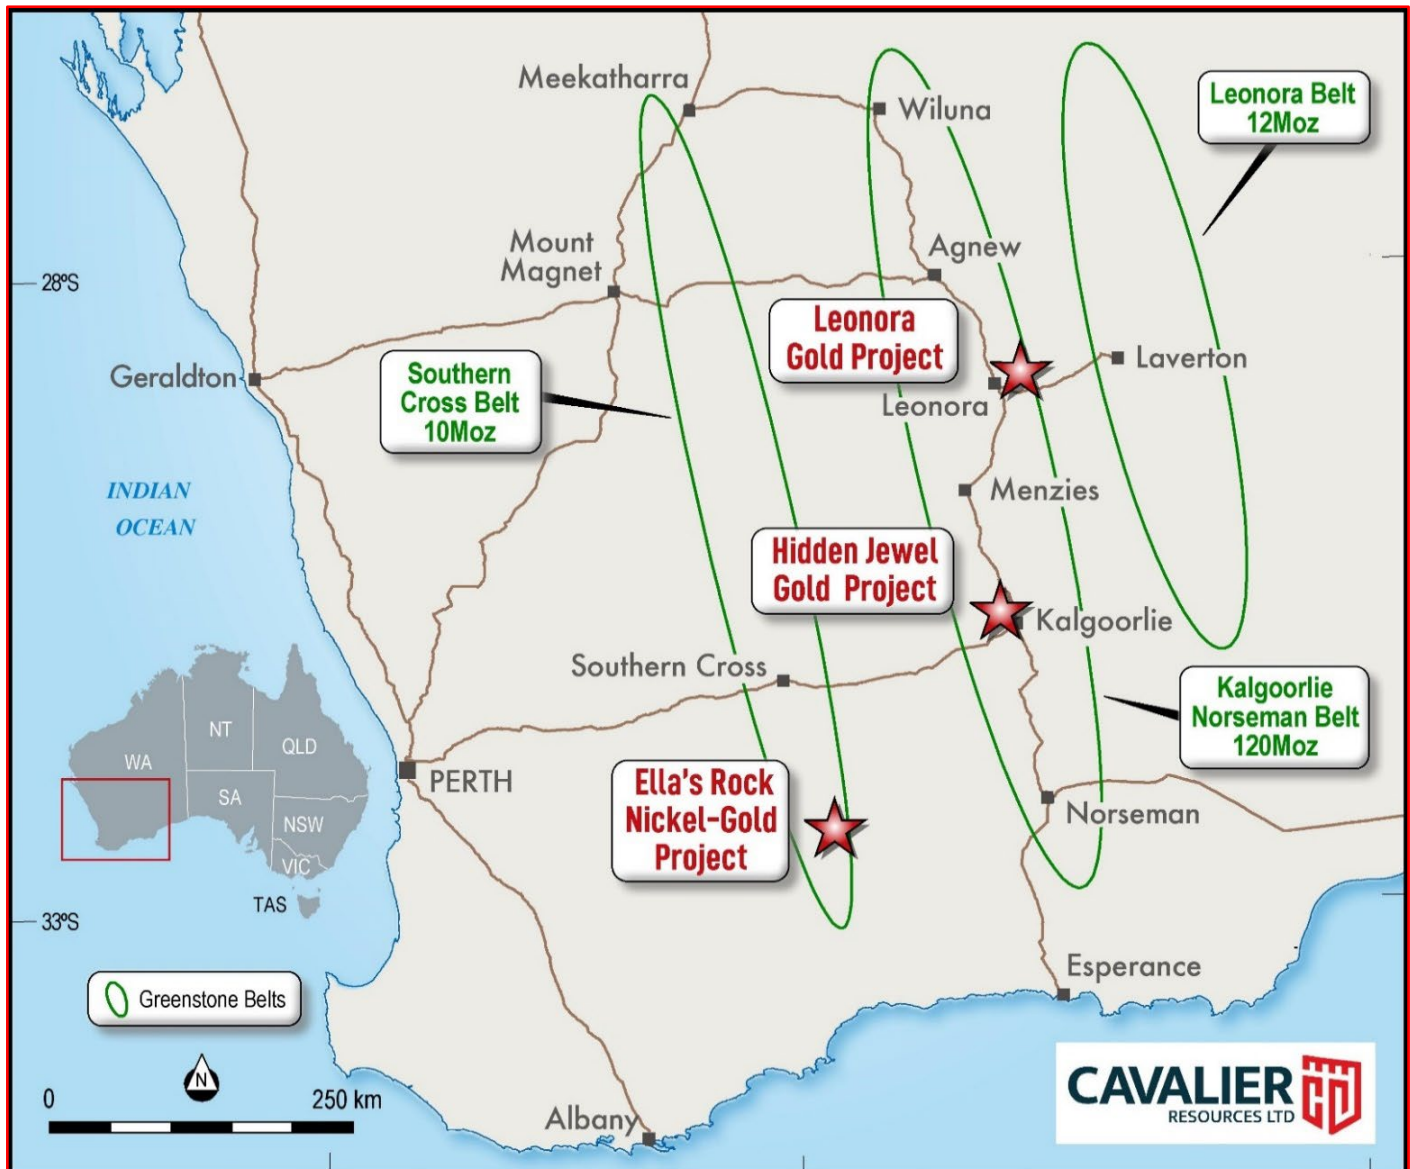 Meekatharra
Wiluna
Leonora Belt
12Moz
Mount
Magnet
Agnew
28ºS
Leonora
Gold Project
Geraldton
Laverton
Leonora
Southern
Cross Belt
10Moz
INDIAN
OCEAN
Menzies
Hidden Jewel
Gold Project
Kalgoorlie
Southern Cross
Kalgoorlie
Norseman Belt
120Moz
NT
QLD
WA
SA
NSW
VIC
TAS
PERTH
Ella's Rock
Nickel-Gold
Project
Norseman
33ºS
Esperance
Greenstone Belts
N
0 250 km
Albany
CAVALIER
RESOURCES LTD